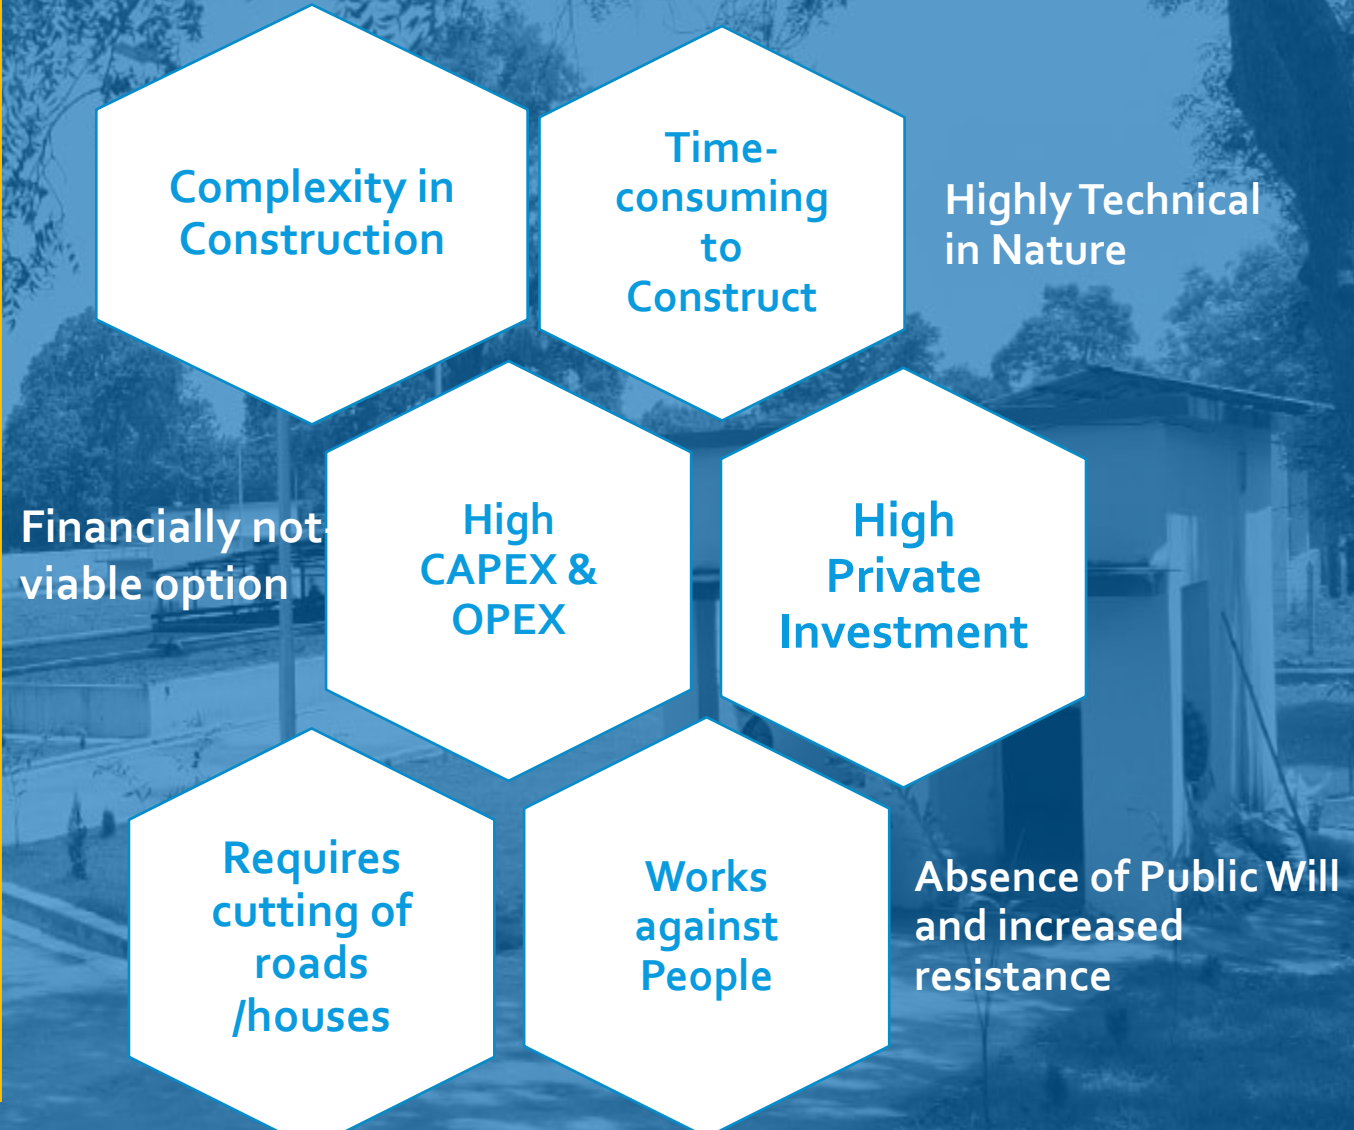 Complexity in
Construction
Time-
consuming
to
Construct
Highly Technical
in Nature
Financially not-
viable option
High
CAPEX &
OPEX
High
Private
Investment
Requires
cutting of
roads
/houses
Works
against
People
Absence of Public Will
and increased
resistance